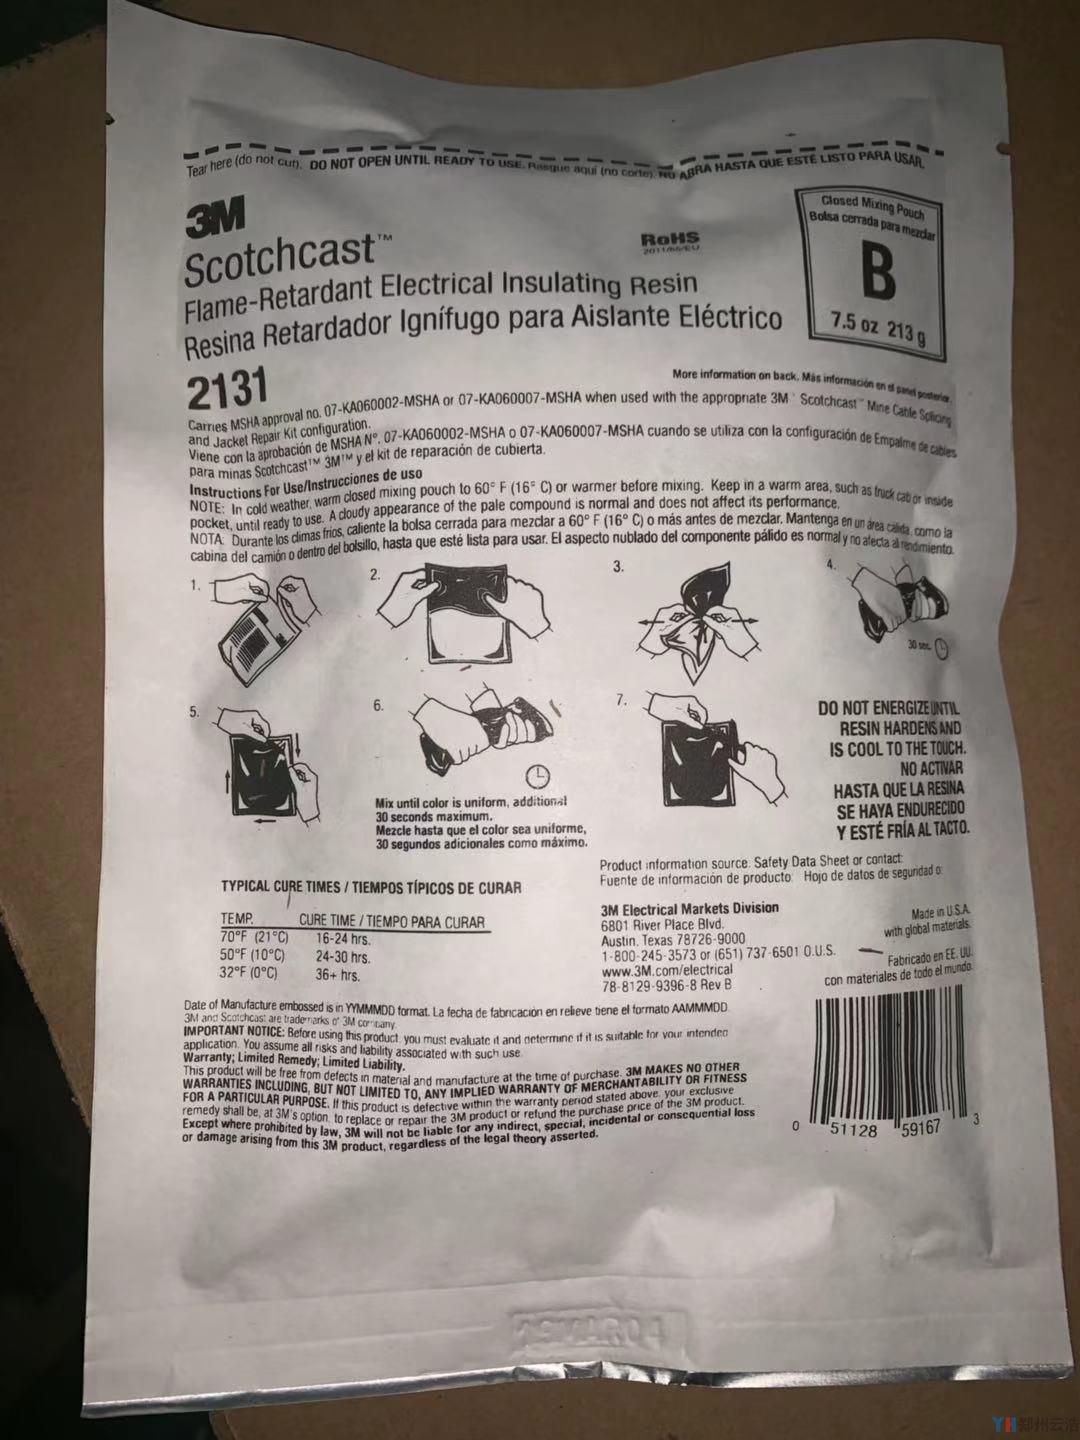 Tear here (do not cut). DO NOT OPEN UNTIL READY TO USE. Rasgue aquí (no corte). NO ABRA HASTA QUE ESTÉ LISTO PARA USAR.
3M
Scotchcast™
Flame-Retardant Electrical Insulating Resin
Resina Retardador Ignífugo para Aislante Eléctrico
2131
RoHS
2011/65/EU
Closed Mixing Pouch
Bolsa cerrada para mezclar
B
7.5 oz 213 g
More information on back. Más información en el panel posterior.
Carries MSHA approval no. 07-KA060002-MSHA or 07-KA060007-MSHA when used with the appropriate 3M™ Scotchcast™ Mine Cable Splicing
and Jacket Repair Kit configuration.
Viene con la aprobación de MSHA N°. 07-KA060002-MSHA o 07-KA060007-MSHA cuando se utiliza con la configuración de Empalme de cables
para minas Scotchcast™ 3M™ y el kit de reparación de cubierta.
Instructions For Use/Instrucciones de uso
NOTE: In cold weather, warm closed mixing pouch to 60° F (16° C) or warmer before mixing. Keep in a warm area, such as truck cab or inside
pocket, until ready to use. A cloudy appearance of the pale compound is normal and does not affect its performance.
NOTA: Durante los climas fríos, caliente la bolsa cerrada para mezclar a 60° F (16° C) o más antes de mezclar. Mantenga en un área cálida, como la
cabina del camión o dentro del bolsillo, hasta que esté lista para usar. El aspecto nublado del componente pálido es normal y no afecta al rendimiento.
1.
2.
3.
4.
30 sec.
5.
6.
7.
Mix until color is uniform, additional
30 seconds maximum.
Mezcle hasta que el color sea uniforme,
30 segundos adicionales como máximo.
DO NOT ENERGIZE UNTIL
RESIN HARDENS AND
IS COOL TO THE TOUCH.
NO ACTIVAR
HASTA QUE LA RESINA
SE HAYA ENDURECIDO
Y ESTÉ FRÍA AL TACTO.
TYPICAL CURE TIMES / TIEMPOS TÍPICOS DE CURAR
TEMP. CURE TIME / TIEMPO PARA CURAR
70°F (21°C) 16-24 hrs.
50°F (10°C) 24-30 hrs.
32°F (0°C) 36+ hrs.
Product information source: Safety Data Sheet or contact:
Fuente de información de producto: Hojo de datos de seguridad o:
3M Electrical Markets Division
6801 River Place Blvd.
Austin, Texas 78726-9000
1-800-245-3573 or (651) 737-6501 O.U.S.
www.3M.com/electrical
78-8129-9396-8 Rev B
Made in U.S.A.
with global materials.
Fabricado en EE. UU.
con materiales de todo el mundo.
Date of Manufacture embossed is in YYMMMDD format. La fecha de fabricación en relieve tiene el formato AAMMMDD.
3M and Scotchcast are trademarks of 3M company.
IMPORTANT NOTICE: Before using this product, you must evaluate it and determine if it is suitable for your intended
application. You assume all risks and liability associated with such use.
Warranty; Limited Remedy; Limited Liability.
This product will be free from defects in material and manufacture at the time of purchase. 3M MAKES NO OTHER
WARRANTIES INCLUDING, BUT NOT LIMITED TO, ANY IMPLIED WARRANTY OF MERCHANTABILITY OR FITNESS
FOR A PARTICULAR PURPOSE. If this product is defective within the warranty period stated above, your exclusive
remedy shall be, at 3M's option, to replace or repair the 3M product or refund the purchase price of the 3M product.
Except where prohibited by law, 3M will not be liable for any indirect, special, incidental or consequential loss
or damage arising from this 3M product, regardless of the legal theory asserted.
0 51128 59167 3
YH 郑州云浩